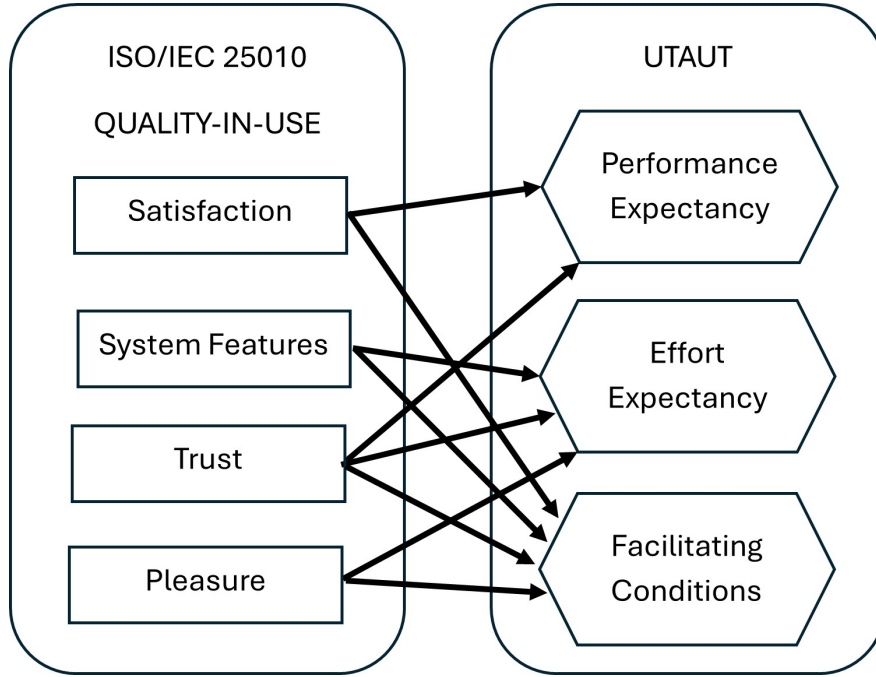 ISO/IEC 25010
QUALITY-IN-USE
Satisfaction
System Features
Trust
Pleasure
UTAUT
Performance
Expectancy
Effort
Expectancy
Facilitating
Conditions